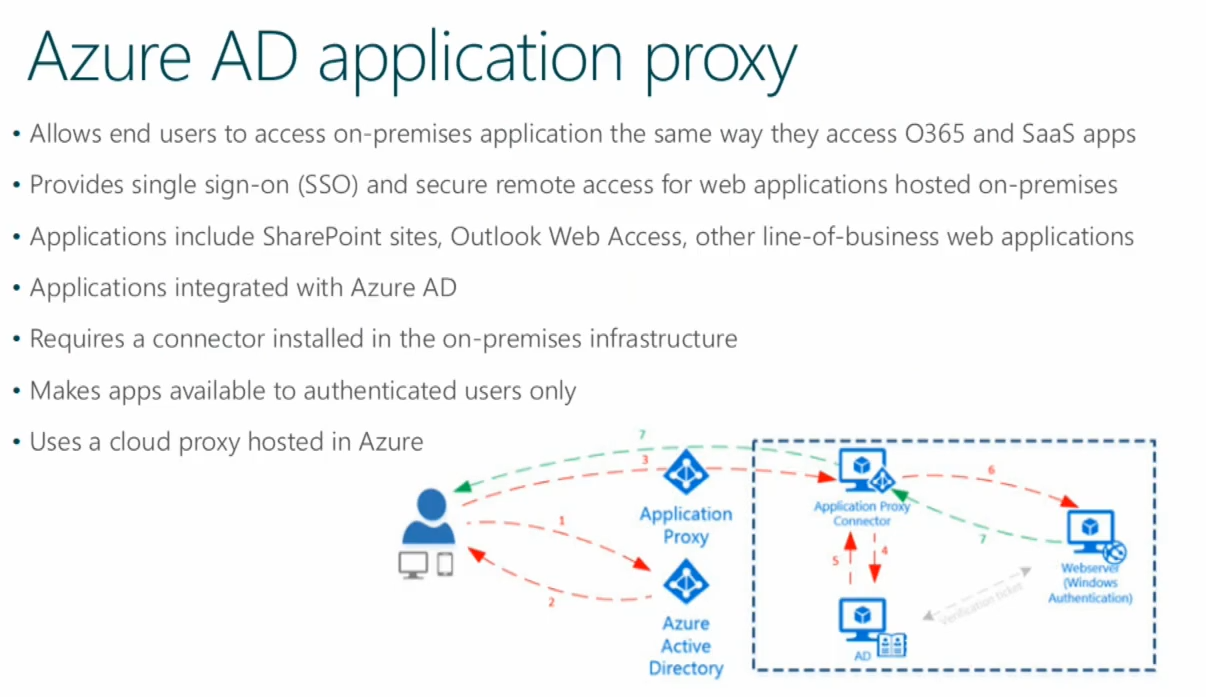 Azure AD application proxy
• Allows end users to access on-premises application the same way they access O365 and SaaS apps
• Provides single sign-on (SSO) and secure remote access for web applications hosted on-premises
• Applications include SharePoint sites, Outlook Web Access, other line-of-business web applications
• Applications integrated with Azure AD
• Requires a connector installed in the on-premises infrastructure
• Makes apps available to authenticated users only
• Uses a cloud proxy hosted in Azure
7
3
6
Application
Proxy
Application Proxy
Connector
1
7
5
4
2
Webserver
(Windows
Authentication)
Verification ticket
Azure
Active
Directory
AD